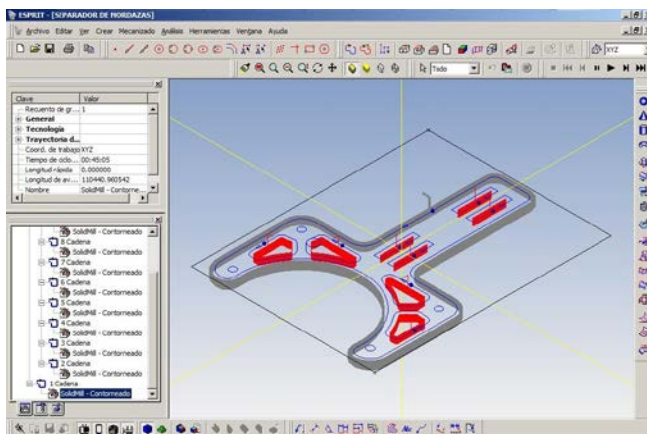 ESPRIT - [SEPARADOR DE MORDAZAS]
Archivo Editar Ver Crear Mecanizado Análisis Herramientas Ventana Ayuda
XYZ
Todo
Clave Valor
Recuento de gr... 1
General
Tecnología
Trayectoria d...
Coord. de trabajo XYZ
Tiempo de ciclo... 00:45:05
Longitud rápida 0.000000
Longitud de av... 110440.960542
Nombre SolidMill - Contorne...
SolidMill - Contorneado
8 Cadena
SolidMill - Contorneado
7 Cadena
SolidMill - Contorneado
6 Cadena
SolidMill - Contorneado
5 Cadena
SolidMill - Contorneado
4 Cadena
SolidMill - Contorneado
3 Cadena
SolidMill - Contorneado
2 Cadena
SolidMill - Contorneado
1 Cadena
SolidMill - Contorneado